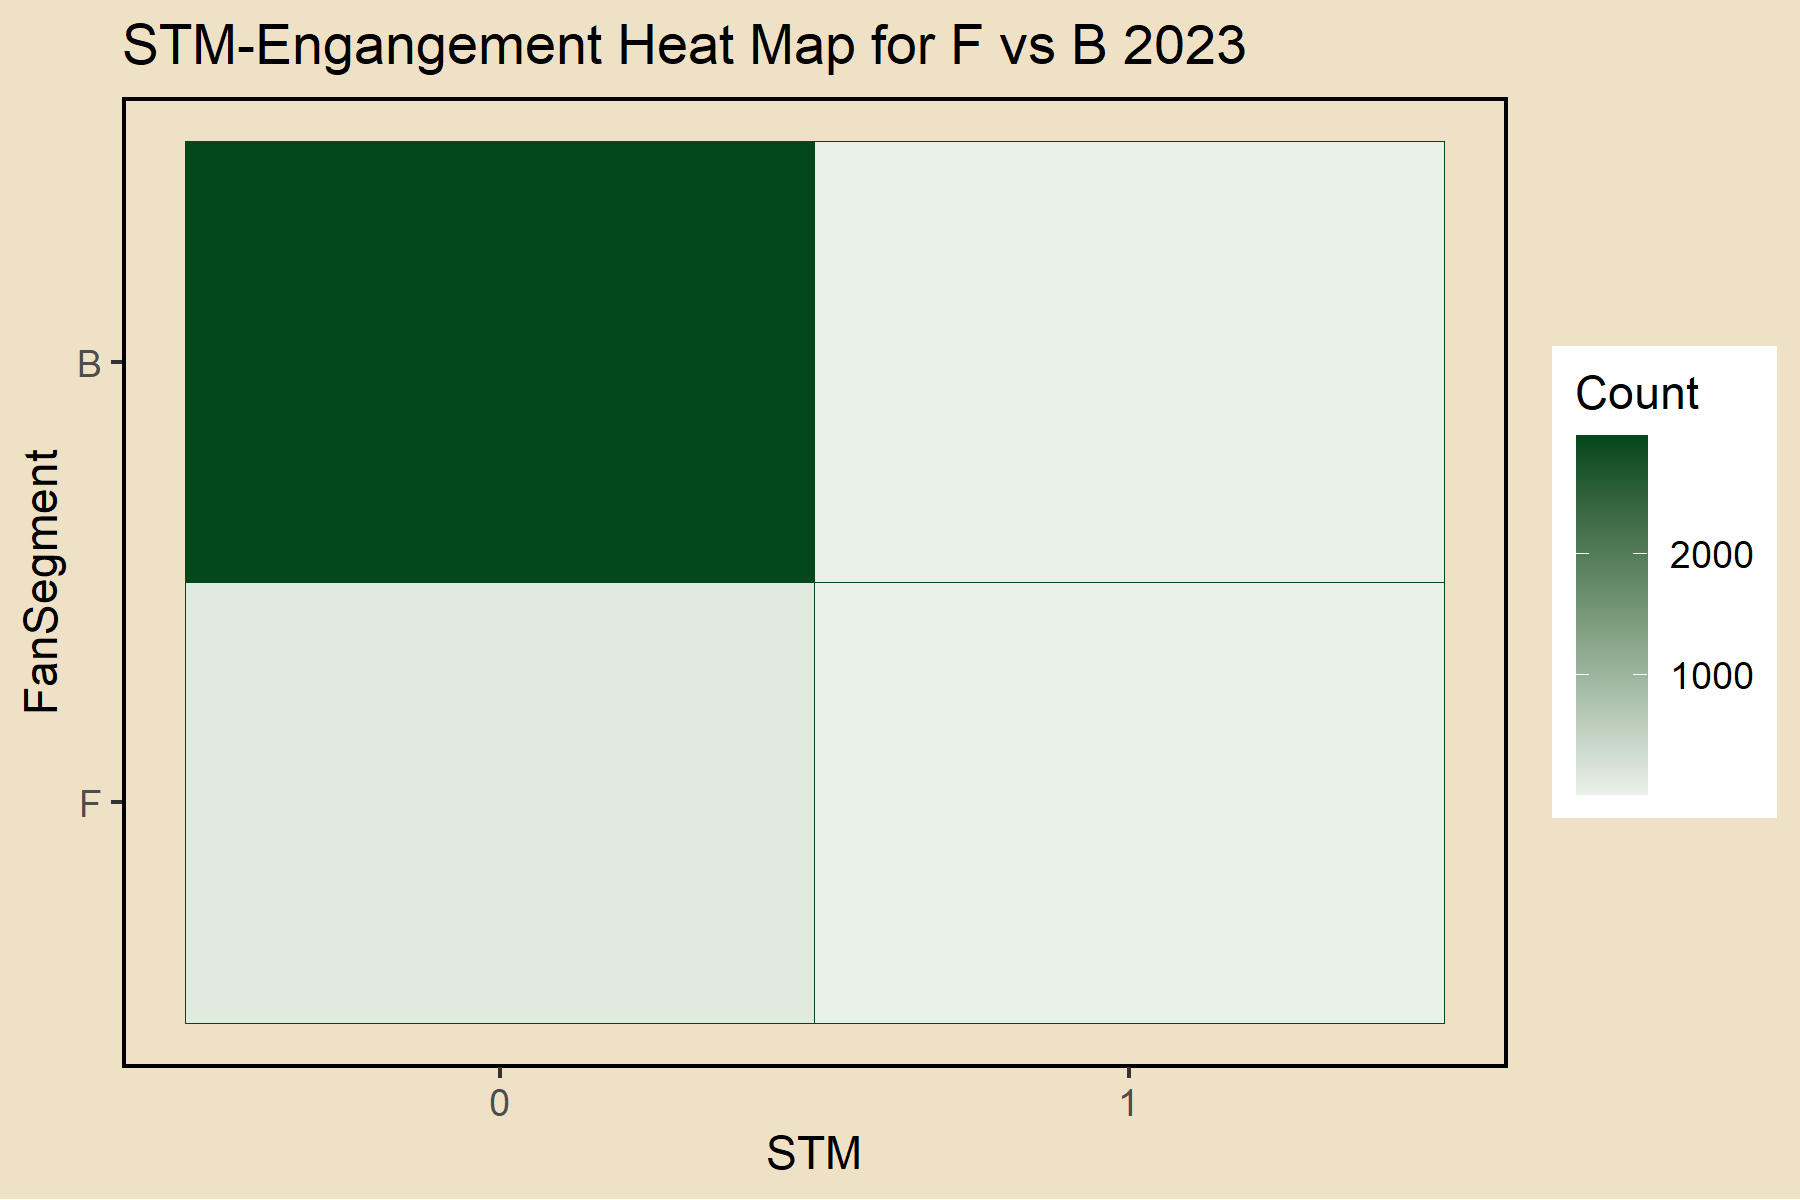 STM-Engangement Heat Map for F vs B 2023
FanSegment
B
F
0
1
STM
Count
2000
1000